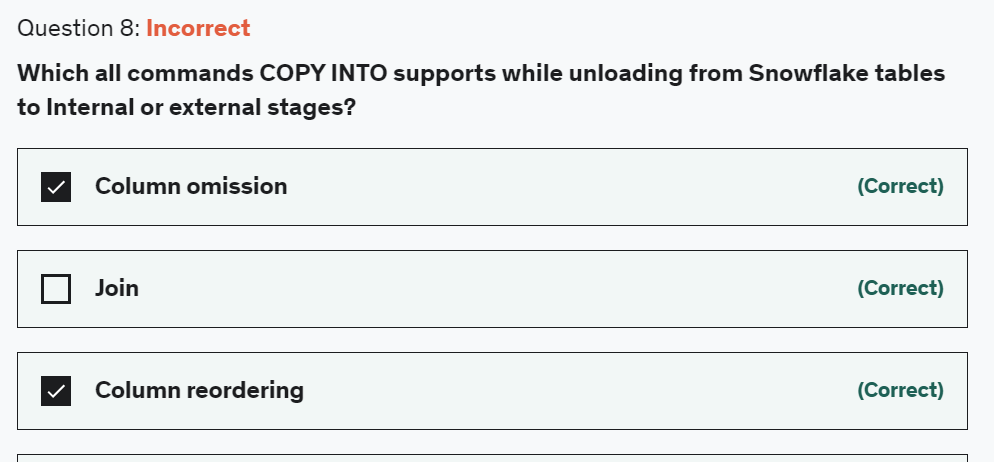 Question 8: Incorrect
Which all commands COPY INTO supports while unloading from Snowflake tables
to Internal or external stages?
Column omission (Correct)
Join (Correct)
Column reordering (Correct)